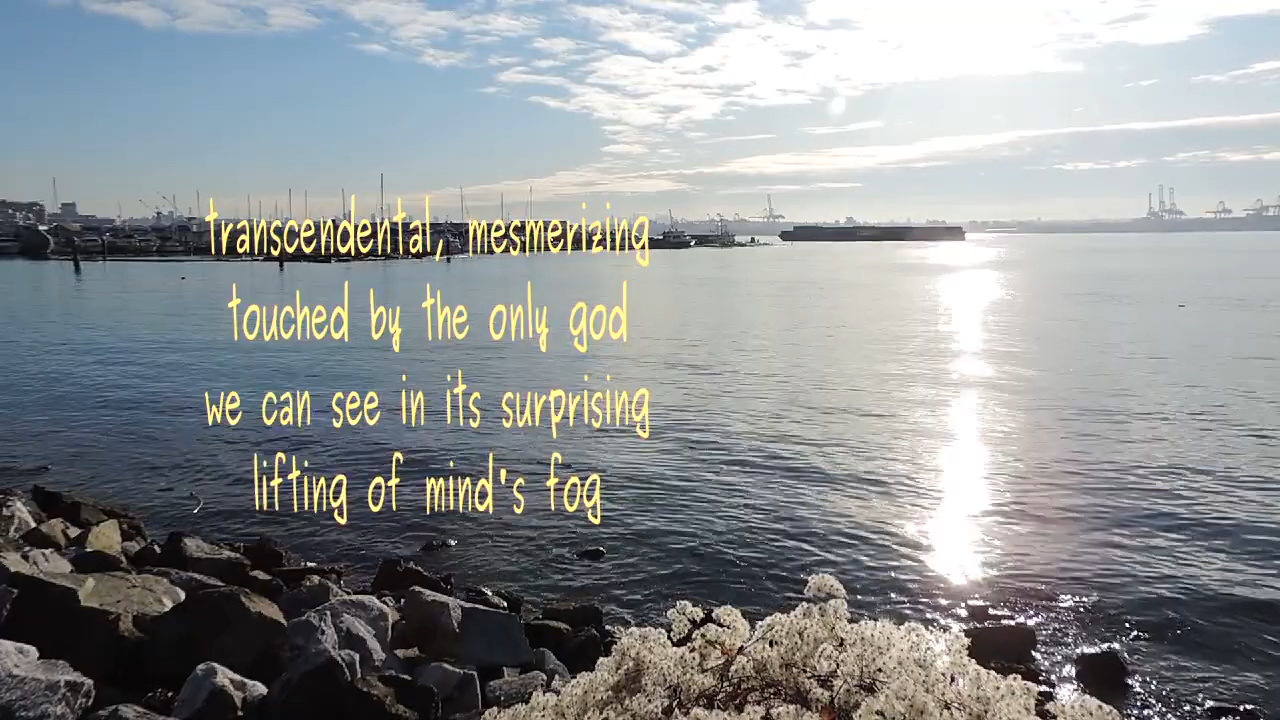 transcendental, mesmerizing
touched by the only god
we can see in its surprising
lifting of mind's fog